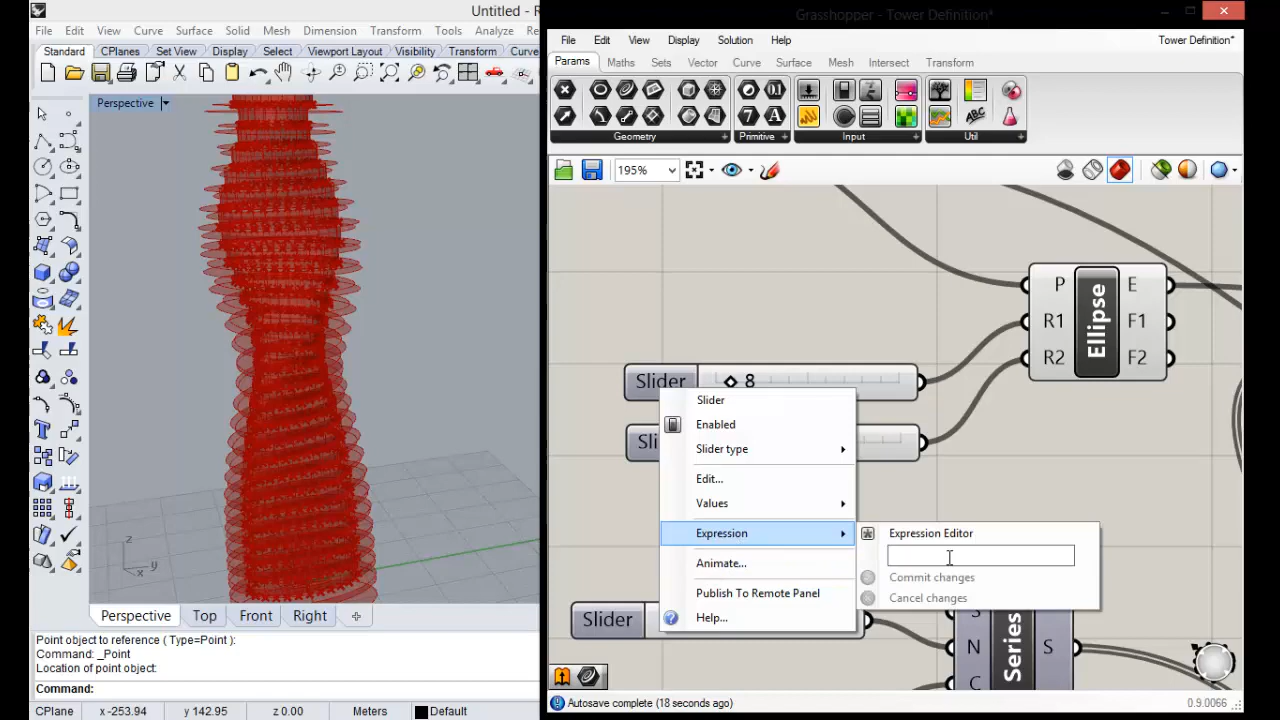 Untitled - R
File Edit View Curve Surface Solid Mesh Dimension Transform Tools Analyze Re
Standard CPlanes Set View Display Select Viewport Layout Visibility Transform Curve
Perspective
z
x
y
Perspective Top Front Right
Point object to reference ( Type=Point ):
Command: _Point
Location of point object:
Command:
CPlane x -253.94 y 142.95 z 0.00 Meters Default
Grasshopper - Tower Definition*
File Edit View Display Solution Help Tower Definition*
Params Maths Sets Vector Curve Surface Mesh Intersect Transform
Geometry Primitive Input Util
195%
P E
R1 F1
R2 F2
Ellipse
Slider 8
Sli
Slider
Enabled
Slider type
Edit...
Values
Expression
Animate...
Publish To Remote Panel
Help...
Expression Editor
Commit changes
Cancel changes
Slider
S
N
C
Series
S
Autosave complete (18 seconds ago) 0.9.0066